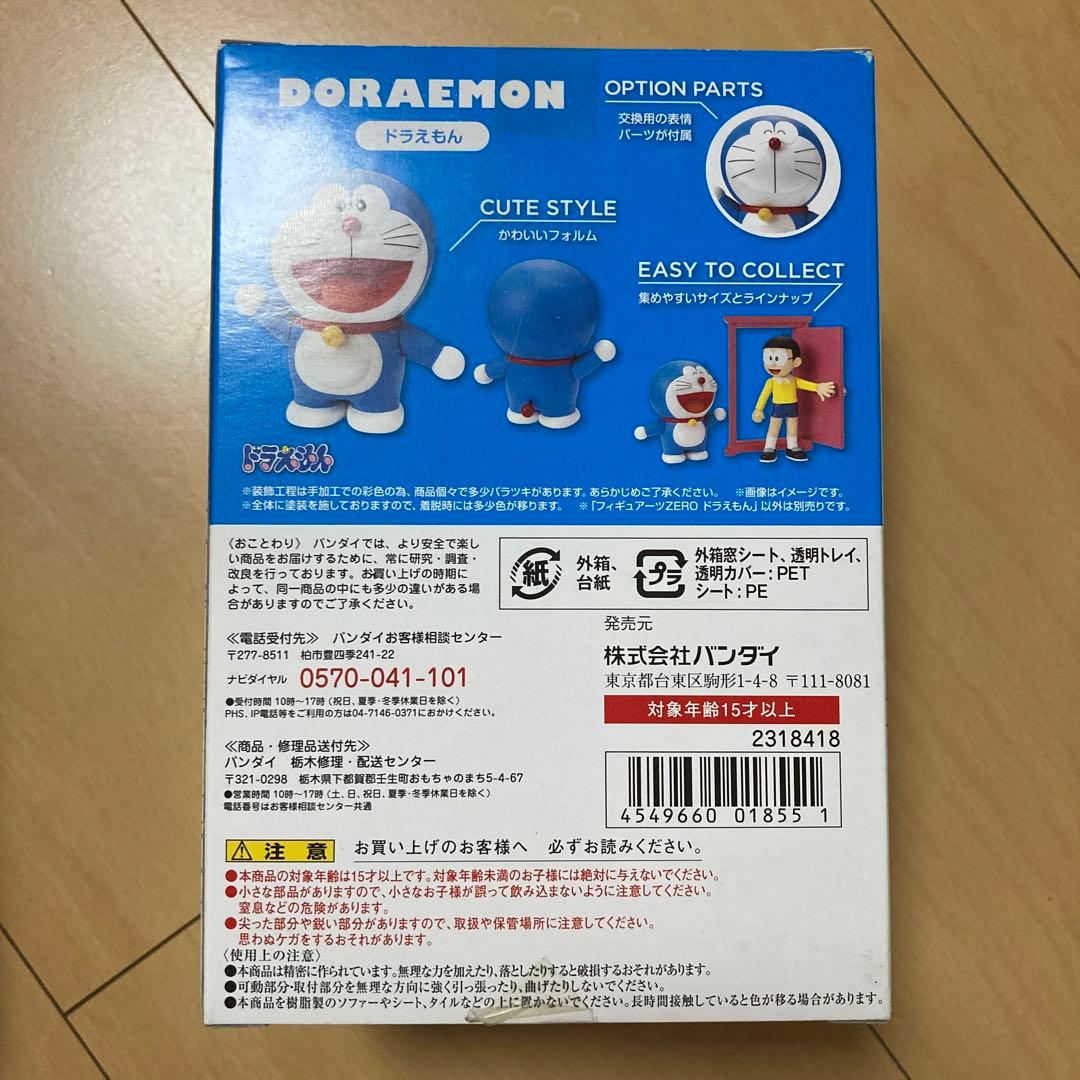 DORAEMON
ドラえもん
OPTION PARTS
交換用の表情
パーツが付属
CUTE STYLE
かわいいフォルム
EASY TO COLLECT
集めやすいサイズとラインナップ
ドラえもん
※装飾工程は手加工での彩色の為、商品個々で多少バラツキがあります。あらかじめご了承ください。 ※画像はイメージです。
※全体に塗装を施しておりますので、着脱時には多少色が移ります。 ※「フィギュアーツZERO ドラえもん」以外は別売りです。
《おことわり》 バンダイでは、より安全で楽し
い商品をお届けするために、常に研究・調査・
改良を行っております。お買い上げの時期に
よって、同一商品の中にも多少の違いがある場
合がありますのでご了承ください。
紙
外箱、
台紙
プラ
外箱窓シート、透明トレイ、
透明カバー:PET
シート:PE
≪電話受付先≫ バンダイお客様相談センター
〒277-8511 柏市豊四季241-22
ナビダイヤル 0570-041-101
●受付時間 10時~17時(祝日、夏季・冬季休業日を除く)
PHS、IP電話等をご利用の方は04-7146-0371におかけください。
≪商品・修理品送付先≫
バンダイ 栃木修理・配送センター
〒321-0298 栃木県下都賀郡壬生町おもちゃのまち5-4-67
●営業時間 10時~17時(土、日、祝日、夏季・冬季休業日を除く)
電話番号はお客様相談センター共通
発売元
株式会社バンダイ
東京都台東区駒形1-4-8 〒111-8081
対象年齢15才以上
2318418
4549660 01855 1
⚠ 注 意 お買い上げのお客様へ 必ずお読みください。
●本商品の対象年齢は15才以上です。対象年齢未満のお子様には絶対に与えないでください。
●小さな部品がありますので、小さなお子様が誤って飲み込まないように注意してください。
窒息などの危険があります。
●尖った部分や鋭い部分がありますので、取扱や保管場所に注意してください。
思わぬケガをするおそれがあります。
〈使用上の注意〉
●本商品は精密に作られています。無理な力を加えたり、落としたりすると破損するおそれがあります。
●可動部分・取付部分を無理な方向に強く引っ張ったり、曲げたりしないでください。
●本商品を樹脂製のソファーやシート、タイルなどの上に置かないでください。長時間接触していると色が移る場合があります。